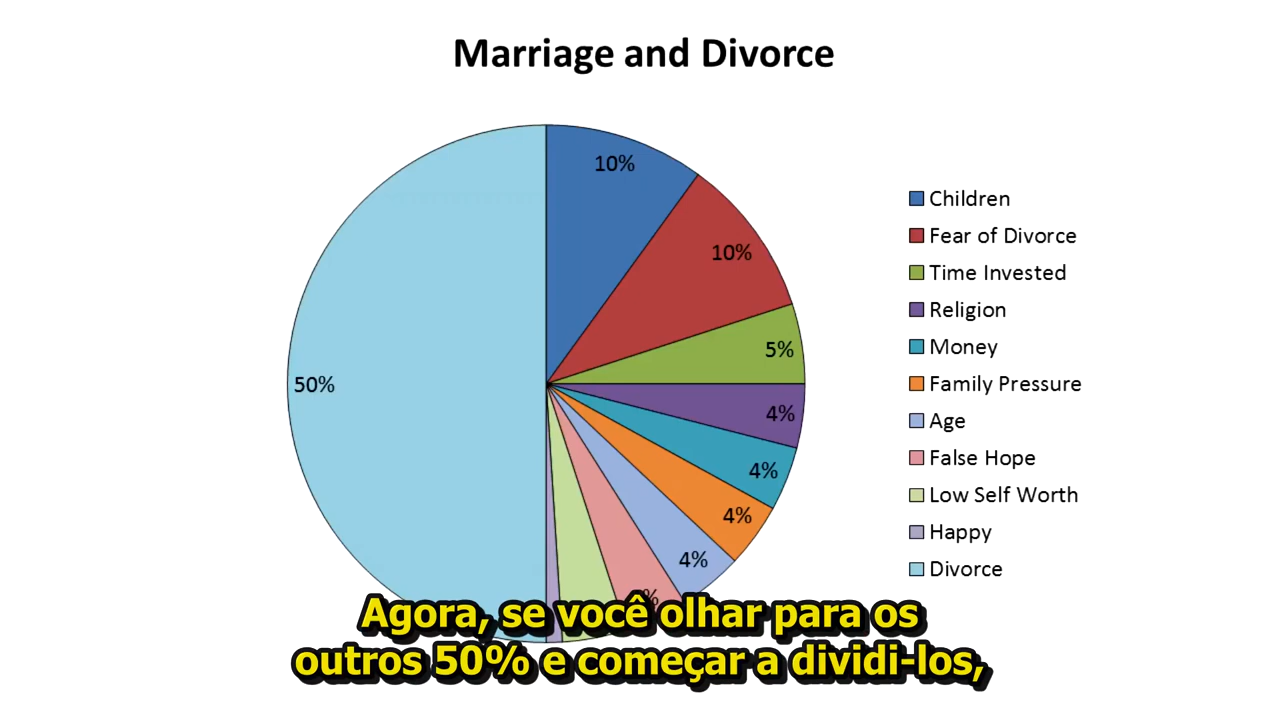 Marriage and Divorce
10%
10%
5%
4%
4%
4%
4%
50%
Children
Fear of Divorce
Time Invested
Religion
Money
Family Pressure
Age
False Hope
Low Self Worth
Happy
Divorce
Agora, se você olhar para os
outros 50% e começar a dividi-los,